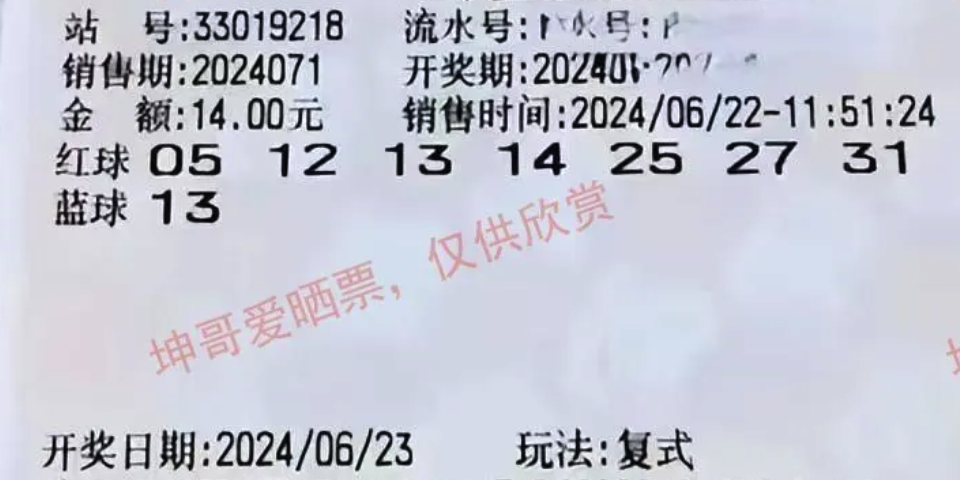 站 号:33019218 流水号:
销售期:2024071 开奖期:
金 额:14.00元 销售时间:2024/06/22-11:51:24
红球 05 12 13 14 25 27 31
蓝球 13
坤哥爱晒票，仅供欣赏
开奖日期:2024/06/23 玩法:复式